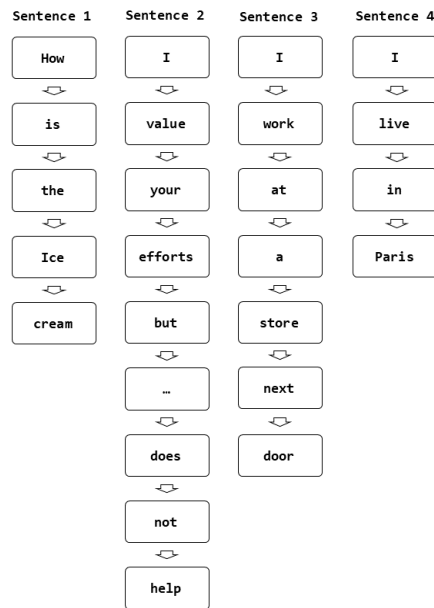 Sentence 1
How
is
the
Ice
cream
Sentence 2
I
value
your
efforts
but
…
does
not
help
Sentence 3
I
work
at
a
store
next
door
Sentence 4
I
live
in
Paris